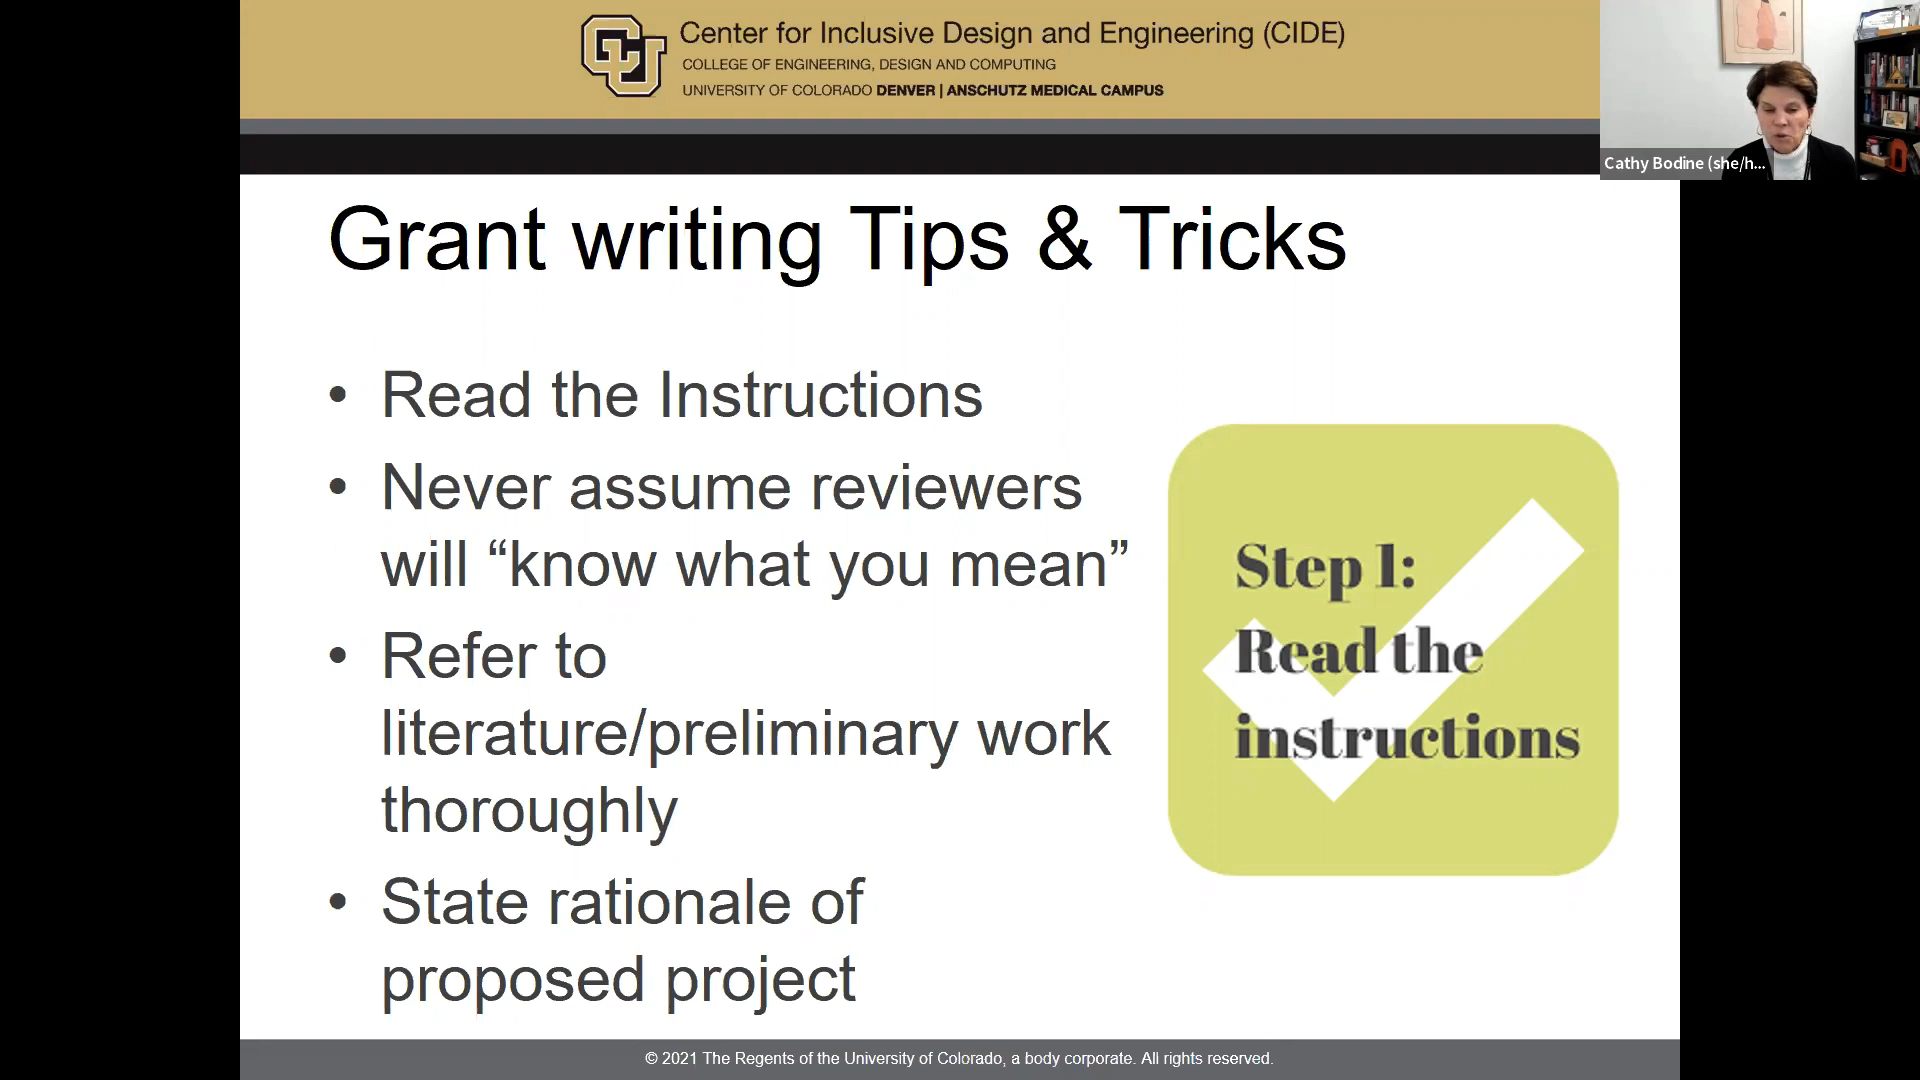 Center for Inclusive Design and Engineering (CIDE)
COLLEGE OF ENGINEERING, DESIGN AND COMPUTING
UNIVERSITY OF COLORADO DENVER | ANSCHUTZ MEDICAL CAMPUS
Cathy Bodine (she/h...
Grant writing Tips & Tricks
• Read the Instructions
• Never assume reviewers
will “know what you mean”
• Refer to
literature/preliminary work
thoroughly
• State rationale of
proposed project
Step 1:
Read the
instructions
© 2021 The Regents of the University of Colorado, a body corporate. All rights reserved.